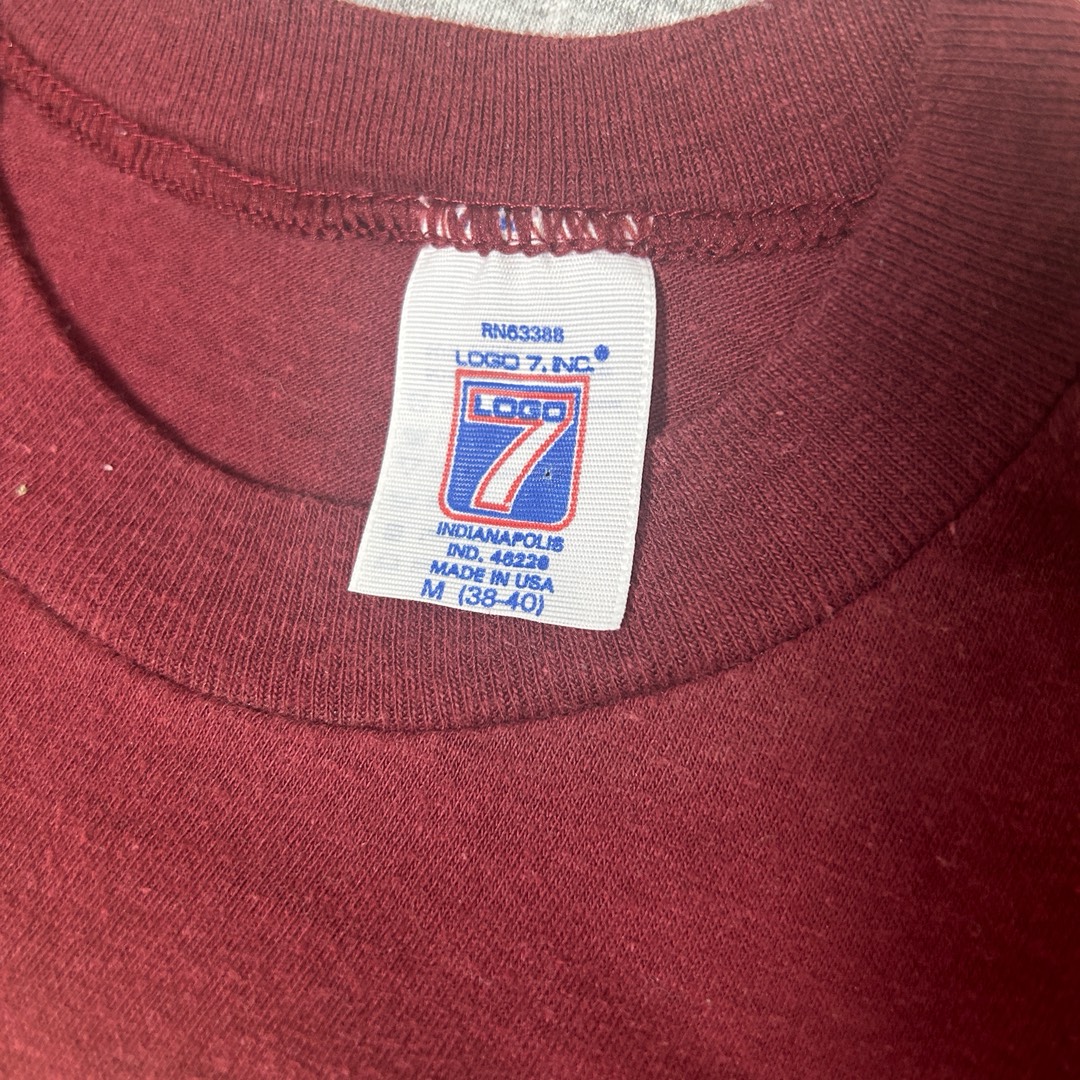 RN63388
LOGO 7, INC.®
LOGO
7
INDIANAPOLIS
IND. 46226
MADE IN USA
M (38-40)